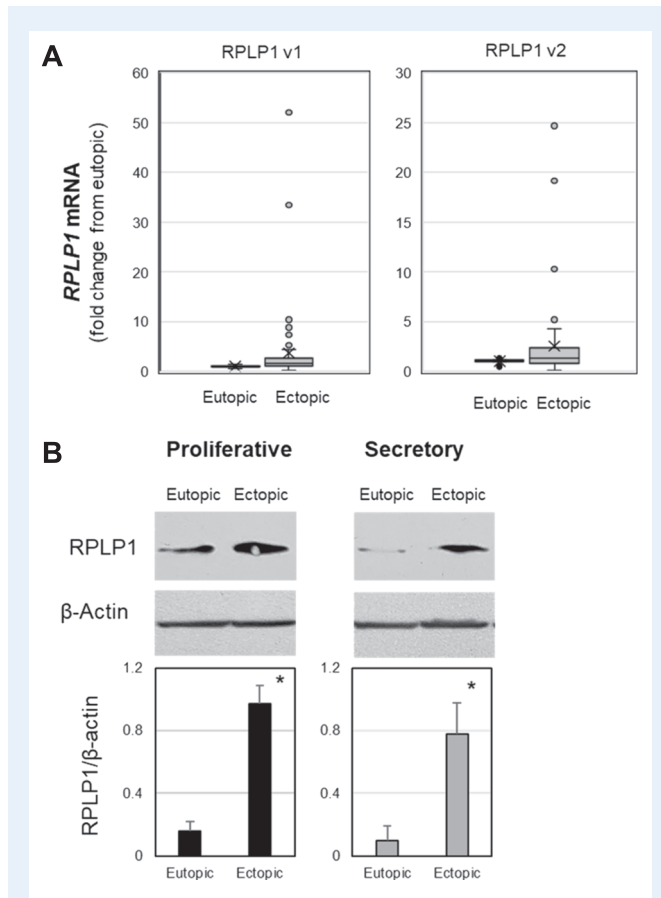 A
RPLP1 v1
RPLP1 v2
RPLP1 mRNA
(fold change from eutopic)
60
50
40
30
20
10
0
30
25
20
15
10
5
0
Eutopic Ectopic
Eutopic Ectopic
B
Proliferative
Secretory
Eutopic Ectopic
Eutopic Ectopic
RPLP1
β-Actin
RPLP1/β-actin
1.2
0.8
0.4
0
*
1.2
0.8
0.4
0
*
Eutopic Ectopic
Eutopic Ectopic